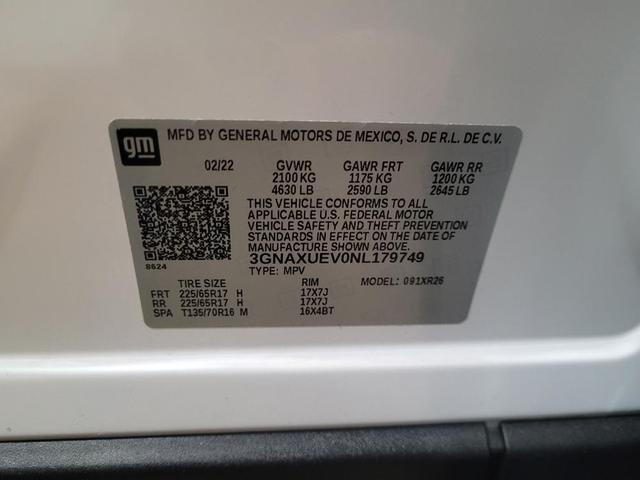 gm MFD BY GENERAL MOTORS DE MEXICO, S. DE R.L. DE C.V.
02/22 GVWR GAWR FRT GAWR RR
2100 KG 1175 KG 1200 KG
4630 LB 2590 LB 2645 LB
THIS VEHICLE CONFORMS TO ALL
APPLICABLE U.S. FEDERAL MOTOR
VEHICLE SAFETY AND THEFT PREVENTION
STANDARDS IN EFFECT ON THE DATE OF
MANUFACTURE SHOWN ABOVE.
3GNAXUEV0NL179749
8624 TYPE: MPV
TIRE SIZE RIM MODEL: 091XR26
FRT 225/65R17 H 17X7J
RR 225/65R17 H 17X7J
SPA T135/70R16 M 16X4BT